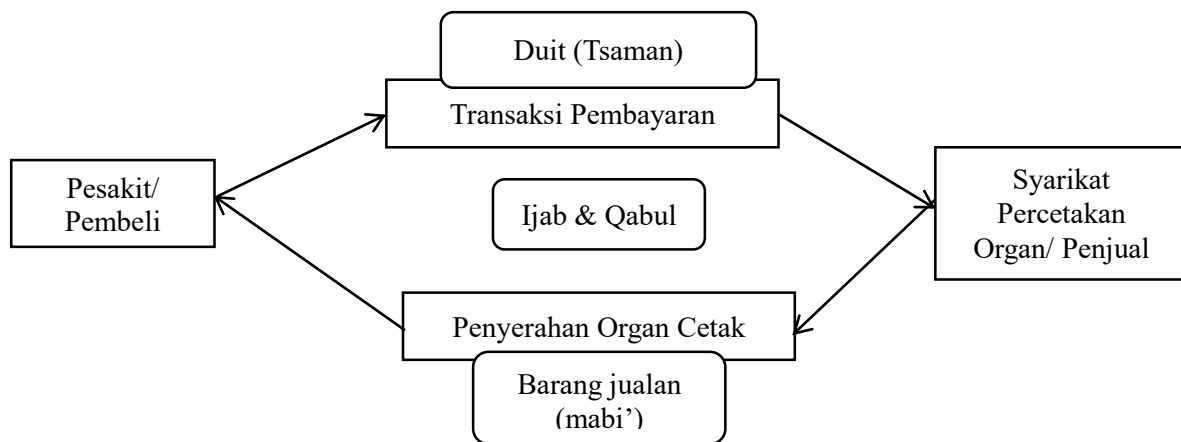 Duit (Tsaman)
Transaksi Pembayaran
Pesakit/
Pembeli
Ijab & Qabul
Syarikat
Percetakan
Organ/ Penjual
Penyerahan Organ Cetak
Barang jualan
(mabi’)